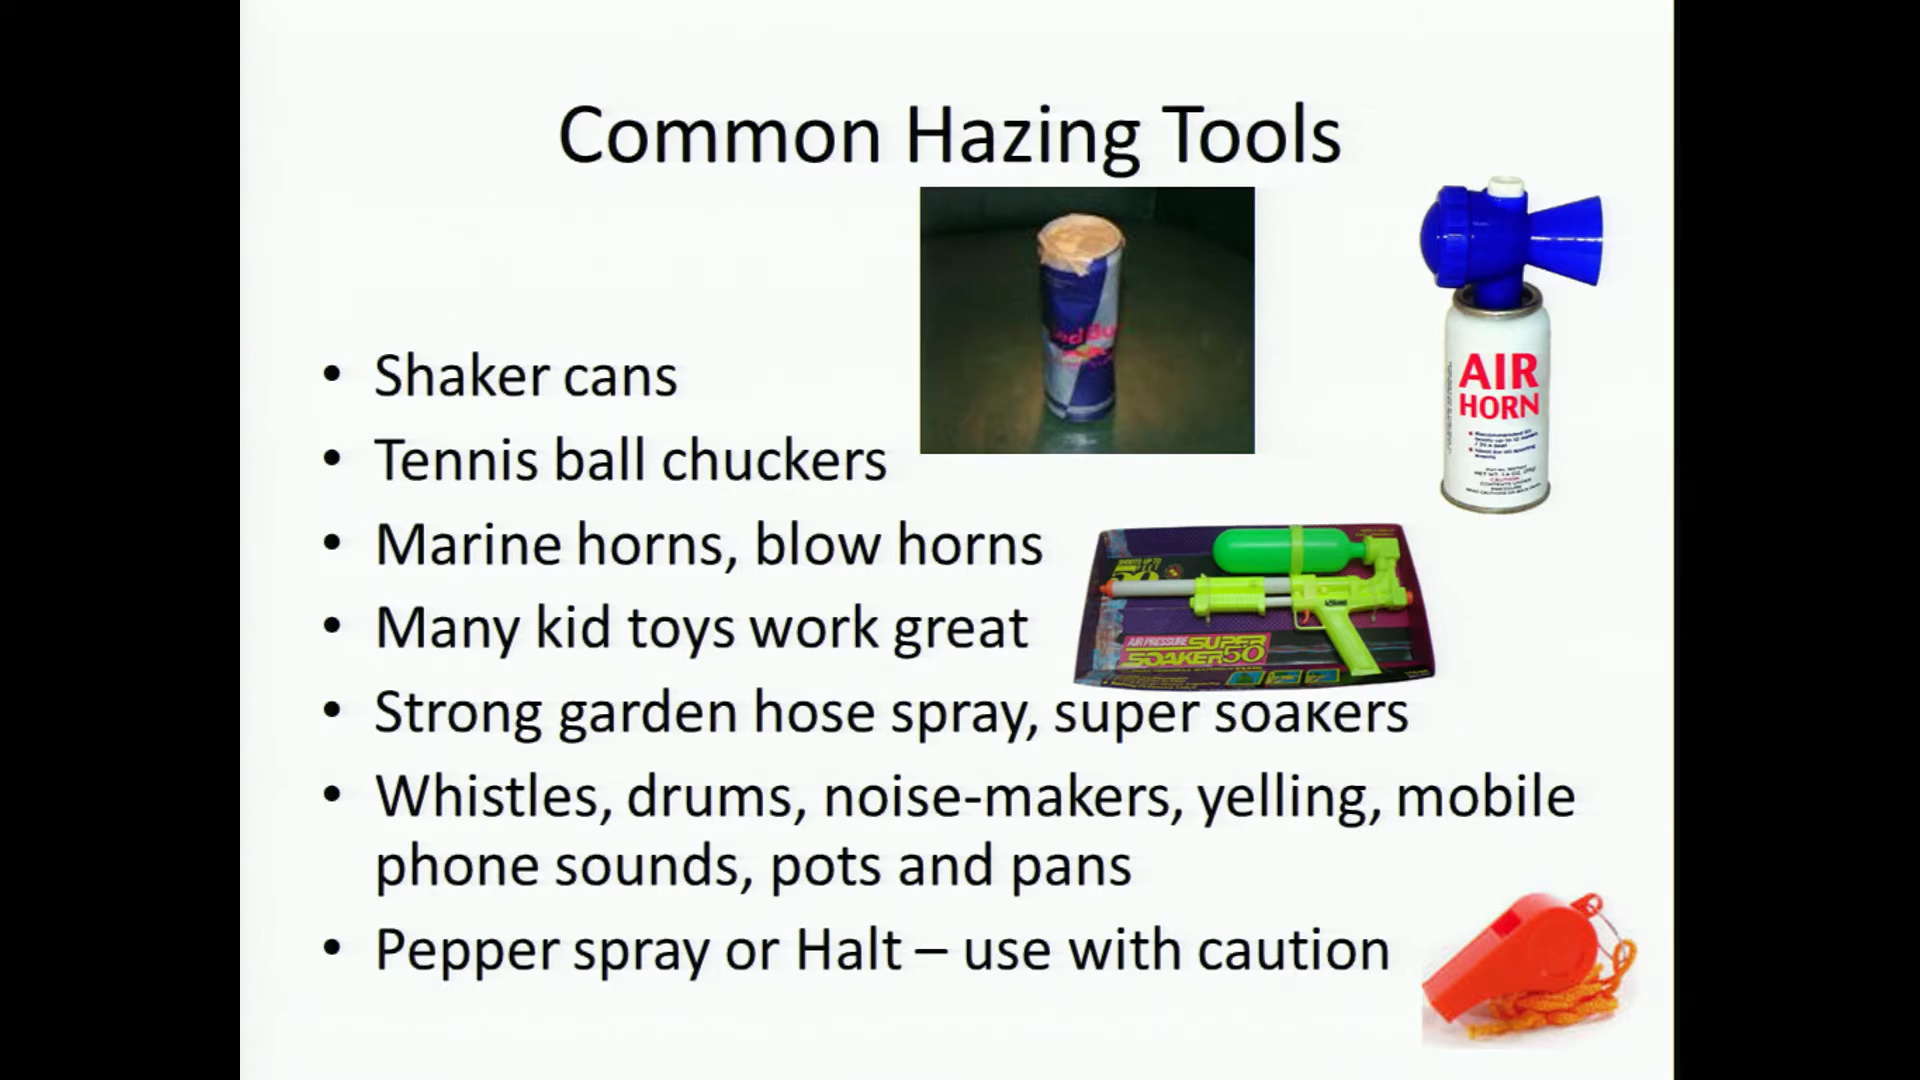 Common Hazing Tools
• Shaker cans
• Tennis ball chuckers
• Marine horns, blow horns
• Many kid toys work great
• Strong garden hose spray, super soakers
• Whistles, drums, noise-makers, yelling, mobile
phone sounds, pots and pans
• Pepper spray or Halt – use with caution
AIR
HORN
AIR PRESSURE SUPER
SOAKER 50